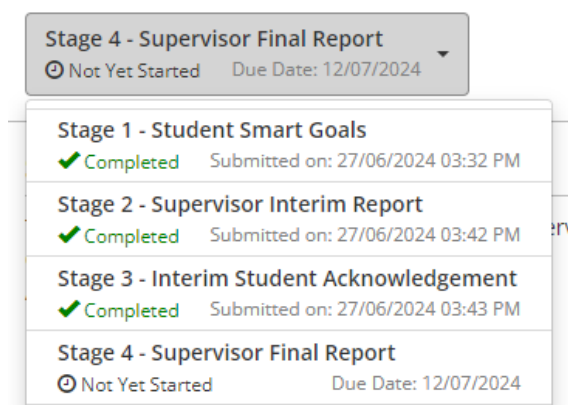 Stage 4 - Supervisor Final Report
Not Yet Started Due Date: 12/07/2024
Stage 1 - Student Smart Goals
Completed Submitted on: 27/06/2024 03:32 PM
Stage 2 - Supervisor Interim Report
Completed Submitted on: 27/06/2024 03:42 PM
Stage 3 - Interim Student Acknowledgement
Completed Submitted on: 27/06/2024 03:43 PM
Stage 4 - Supervisor Final Report
Not Yet Started Due Date: 12/07/2024